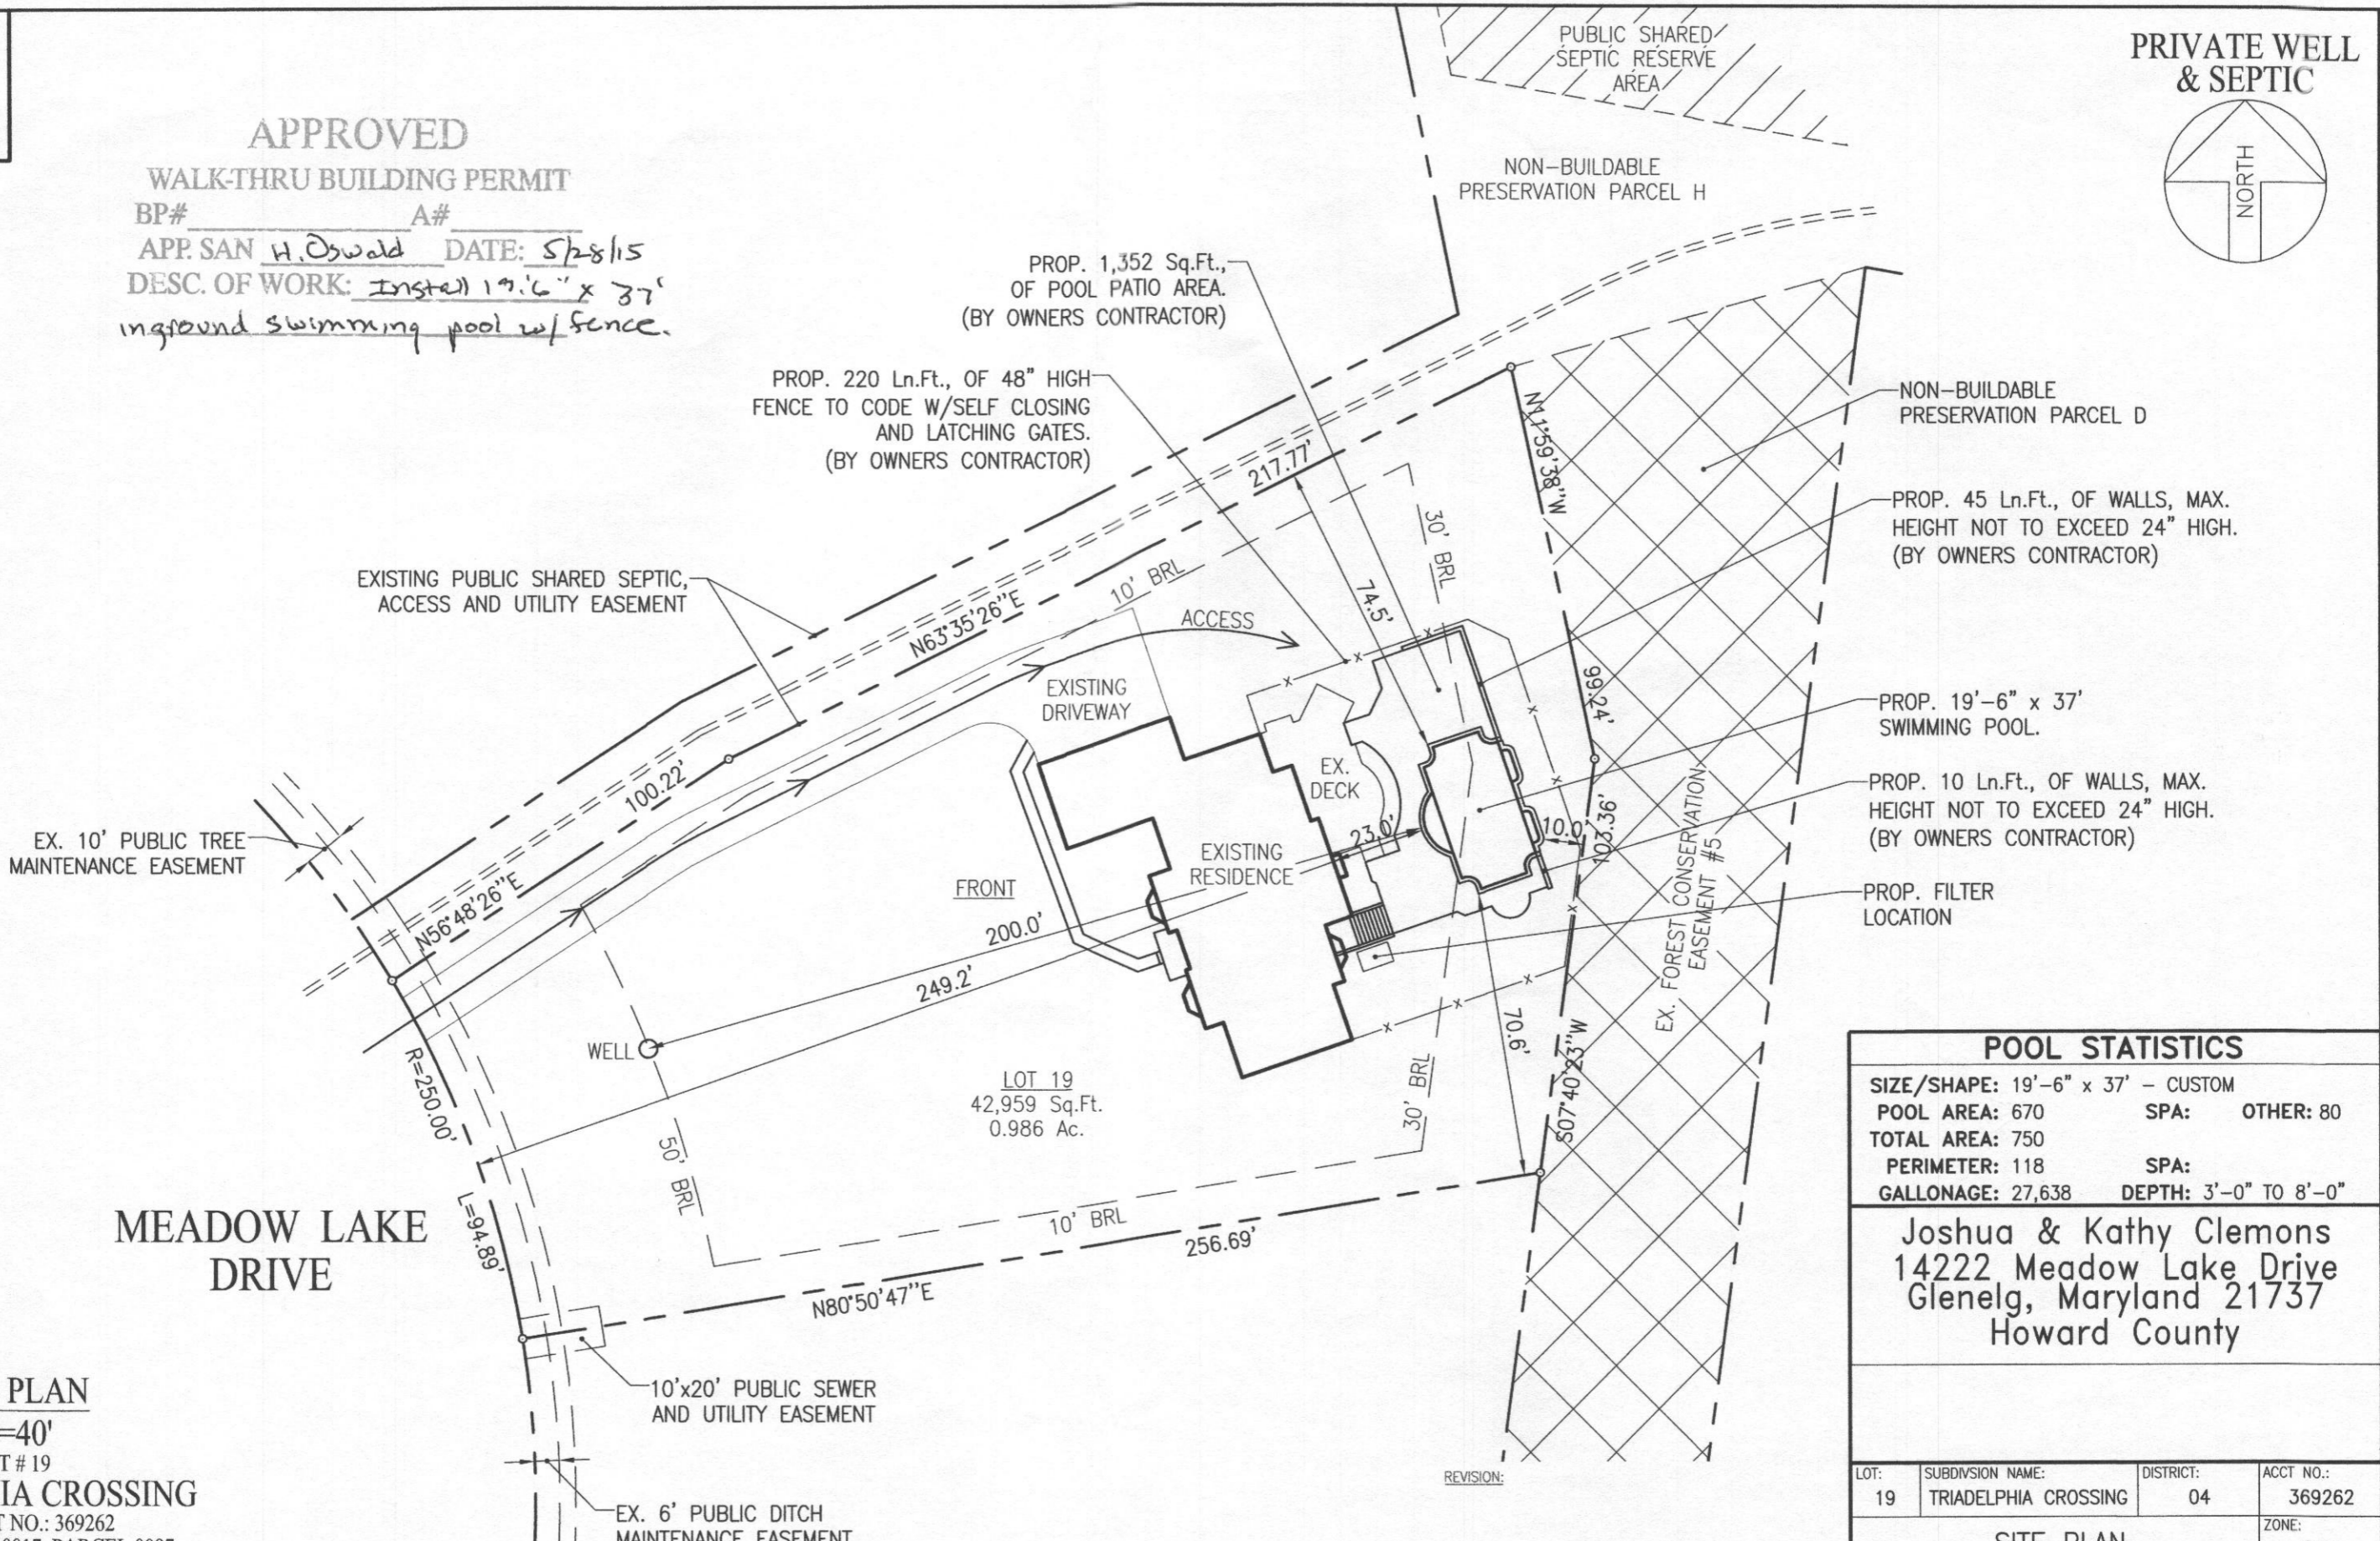 APPROVED
WALK-THRU BUILDING PERMIT
BP# A#
APP. SAN H. Oswald DATE: 5/28/15
DESC. OF WORK: Install 19'.6" x 37'
inground swimming pool w/ fence.
PUBLIC SHARED
SEPTIC RESERVE
AREA
NON-BUILDABLE
PRESERVATION PARCEL H
PRIVATE WELL
& SEPTIC
NORTH
PROP. 1,352 Sq.Ft.,
OF POOL PATIO AREA.
(BY OWNERS CONTRACTOR)
PROP. 220 Ln.Ft., OF 48" HIGH
FENCE TO CODE W/SELF CLOSING
AND LATCHING GATES.
(BY OWNERS CONTRACTOR)
EXISTING PUBLIC SHARED SEPTIC,
ACCESS AND UTILITY EASEMENT
NON-BUILDABLE
PRESERVATION PARCEL D
PROP. 45 Ln.Ft., OF WALLS, MAX.
HEIGHT NOT TO EXCEED 24" HIGH.
(BY OWNERS CONTRACTOR)
PROP. 19'-6" x 37'
SWIMMING POOL.
PROP. 10 Ln.Ft., OF WALLS, MAX.
HEIGHT NOT TO EXCEED 24" HIGH.
(BY OWNERS CONTRACTOR)
PROP. FILTER
LOCATION
217.77'
N11°59'38"W
30' BRL
74.5'
10' BRL
N63°35'26"E
ACCESS
EXISTING
DRIVEWAY
99.24'
100.22'
EX.
DECK
23.0'
10.0'
103.36'
EX. FOREST CONSERVATION
EASEMENT #5
EX. 10' PUBLIC TREE
MAINTENANCE EASEMENT
EXISTING
RESIDENCE
FRONT
N56°48'26"E
200.0'
249.2'
WELL
R=250.00'
LOT 19
42,959 Sq.Ft.
0.986 Ac.
70.6'
S07°40'23"W
30' BRL
50' BRL
L=94.89'
10' BRL
256.69'
N80°50'47"E
MEADOW LAKE
DRIVE
10'x20' PUBLIC SEWER
AND UTILITY EASEMENT
EX. 6' PUBLIC DITCH
MAINTENANCE EASEMENT
PLAN
=40'
T # 19
IA CROSSING
T NO.: 369262
REVISION:
POOL STATISTICS
SIZE/SHAPE: 19'-6" x 37' - CUSTOM
POOL AREA: 670 SPA: OTHER: 80
TOTAL AREA: 750
PERIMETER: 118 SPA:
GALLONAGE: 27,638 DEPTH: 3'-0" TO 8'-0"
Joshua & Kathy Clemons
14222 Meadow Lake Drive
Glenelg, Maryland 21737
Howard County
LOT: SUBDIVSION NAME: DISTRICT: ACCT NO.:
19 TRIADELPHIA CROSSING 04 369262
SITE PLAN ZONE: